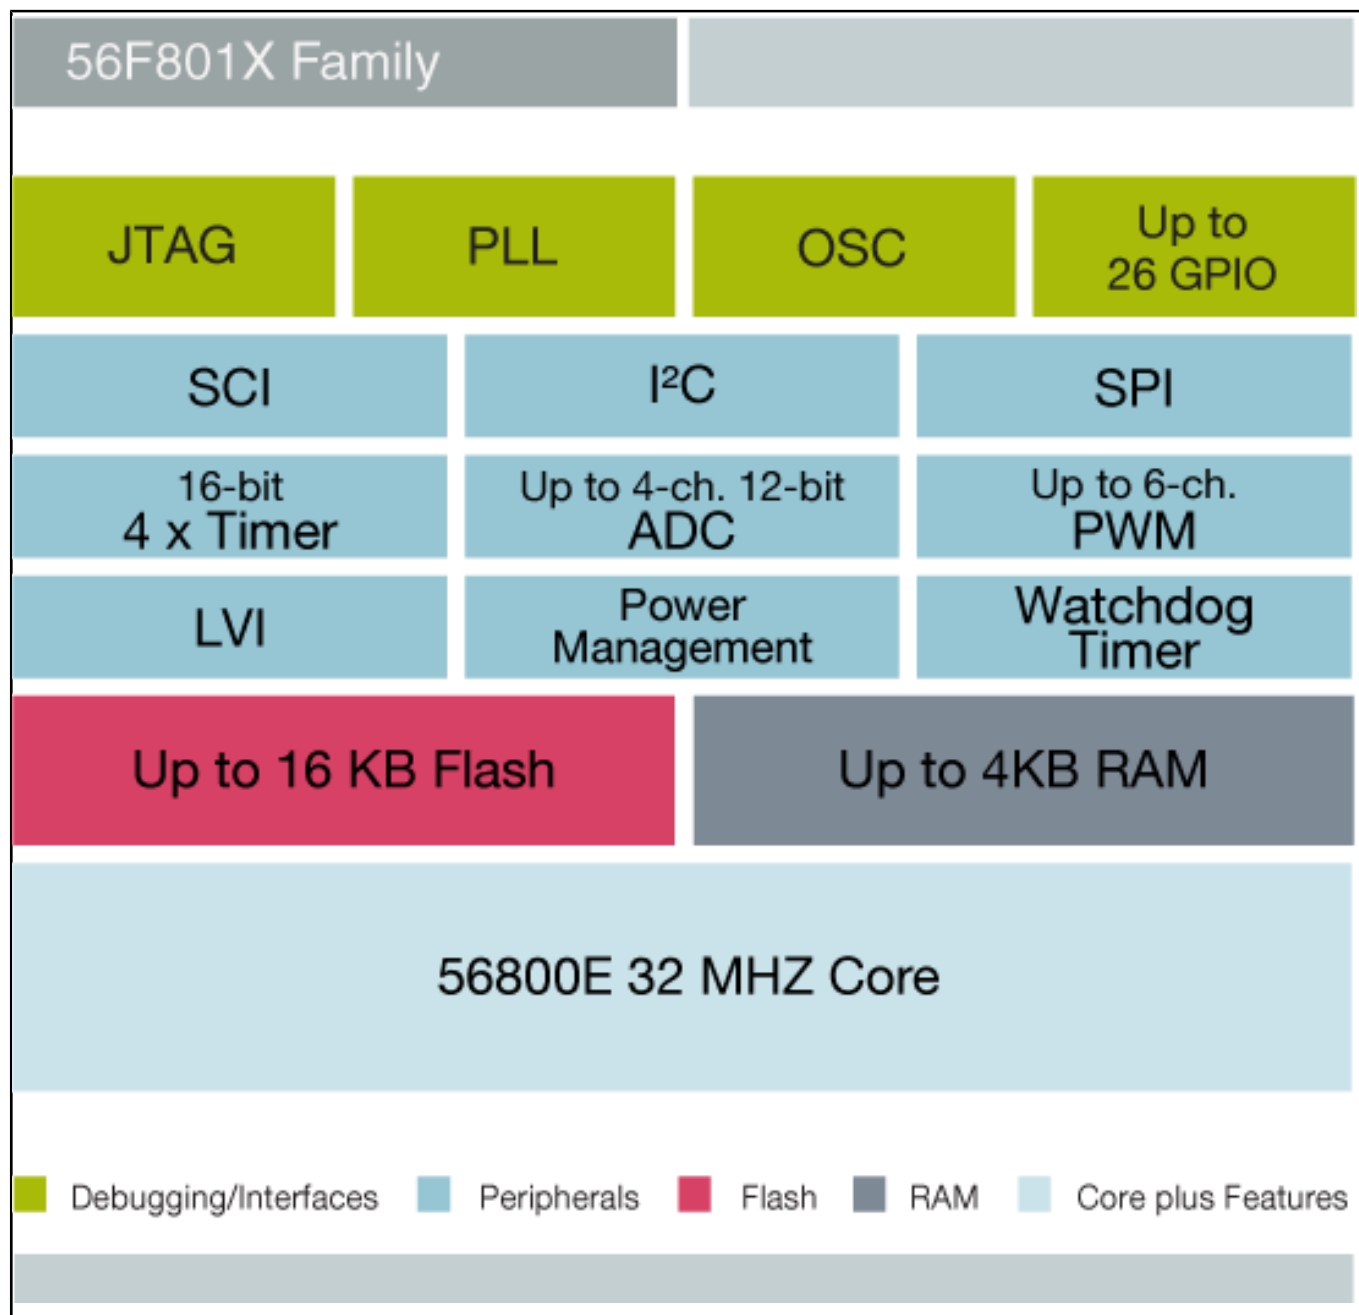 56F801X Family
JTAG
PLL
OSC
Up to
26 GPIO
SCI
I²C
SPI
16-bit
4 x Timer
Up to 4-ch. 12-bit
ADC
Up to 6-ch.
PWM
LVI
Power
Management
Watchdog
Timer
Up to 16 KB Flash
Up to 4KB RAM
56800E 32 MHZ Core
Debugging/Interfaces
Peripherals
Flash
RAM
Core plus Features